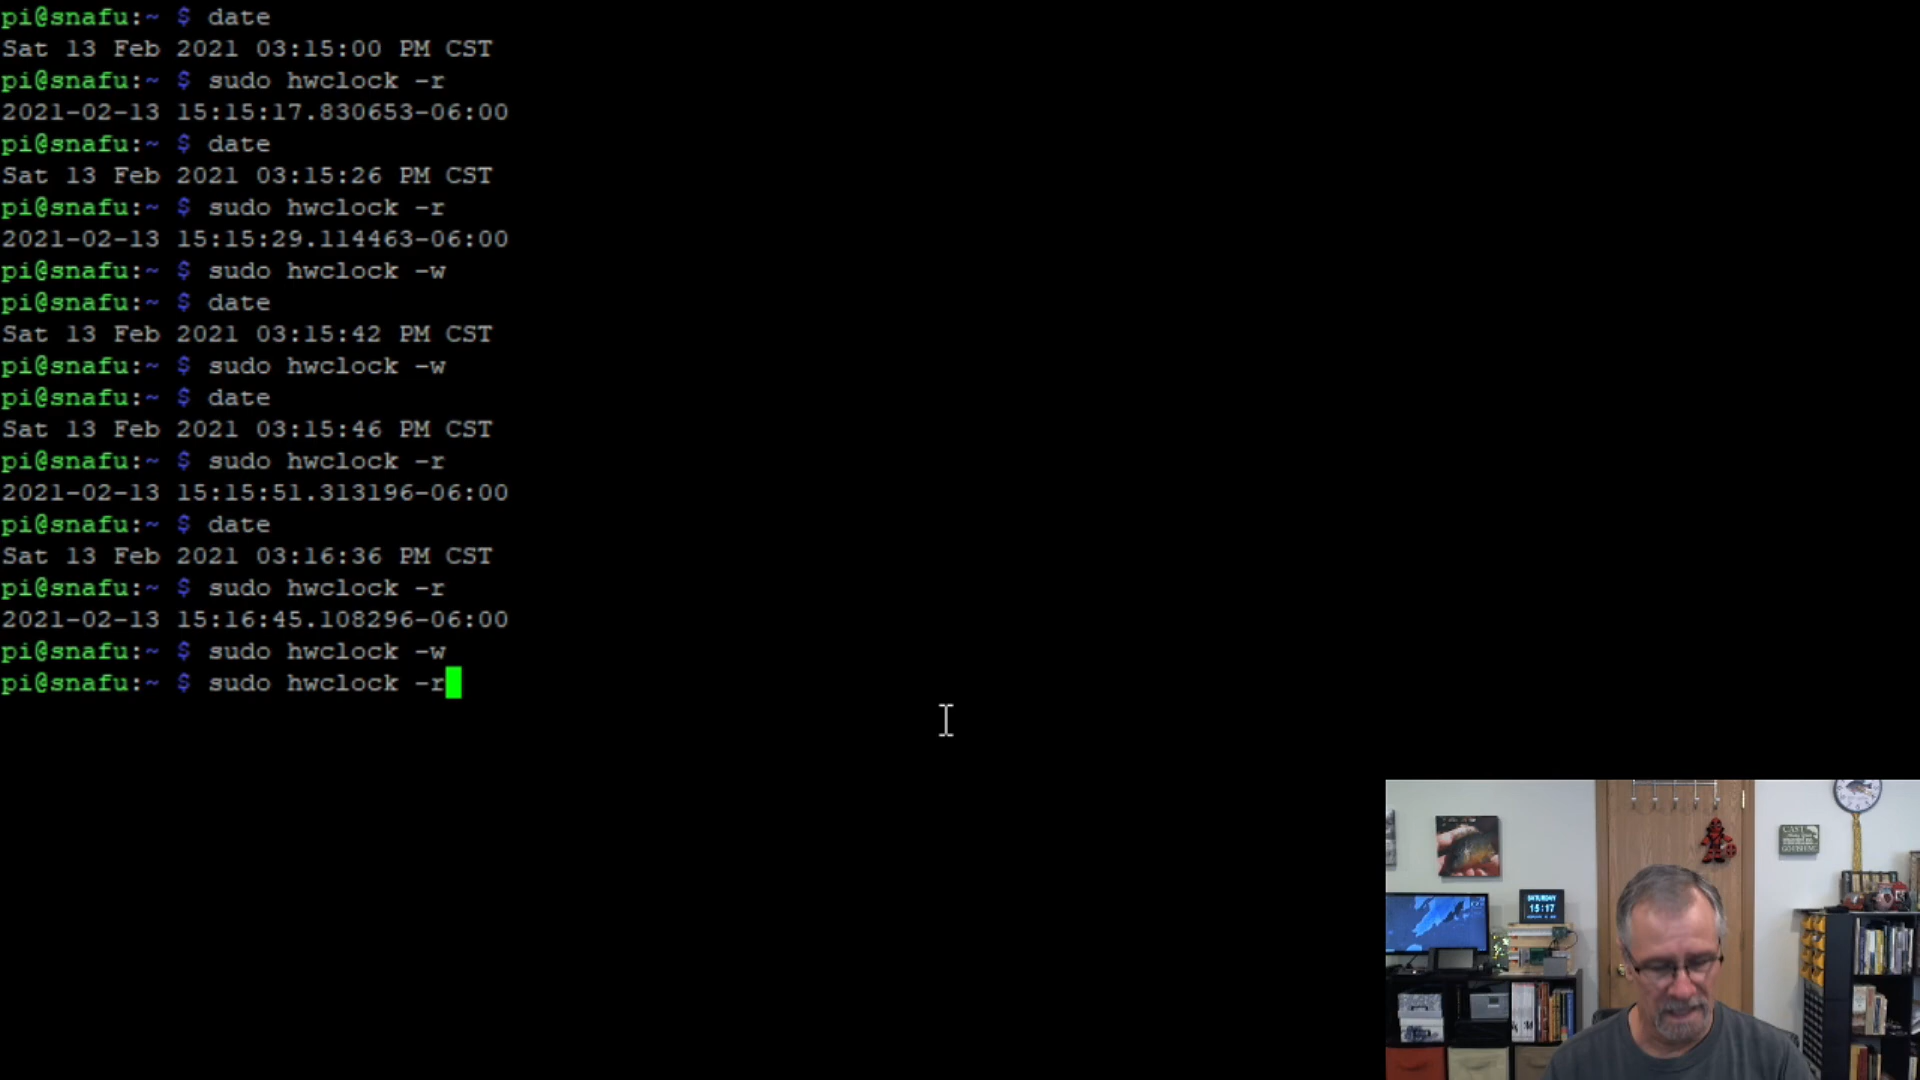 pi@snafu:~ $ date
Sat 13 Feb 2021 03:15:00 PM CST
pi@snafu:~ $ sudo hwclock -r
2021-02-13 15:15:17.830653-06:00
pi@snafu:~ $ date
Sat 13 Feb 2021 03:15:26 PM CST
pi@snafu:~ $ sudo hwclock -r
2021-02-13 15:15:29.114463-06:00
pi@snafu:~ $ sudo hwclock -w
pi@snafu:~ $ date
Sat 13 Feb 2021 03:15:42 PM CST
pi@snafu:~ $ sudo hwclock -w
pi@snafu:~ $ date
Sat 13 Feb 2021 03:15:46 PM CST
pi@snafu:~ $ sudo hwclock -r
2021-02-13 15:15:51.313196-06:00
pi@snafu:~ $ date
Sat 13 Feb 2021 03:16:36 PM CST
pi@snafu:~ $ sudo hwclock -r
2021-02-13 15:16:45.108296-06:00
pi@snafu:~ $ sudo hwclock -w
pi@snafu:~ $ sudo hwclock -r
SATURDAY
15:17
CAST